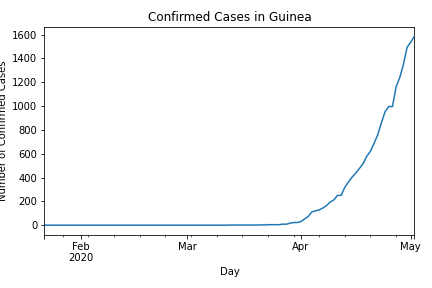 Confirmed Cases in Guinea
Number of Confirmed Cases
1600
1400
1200
1000
800
600
400
200
0
Feb
2020
Mar
Apr
May
Day